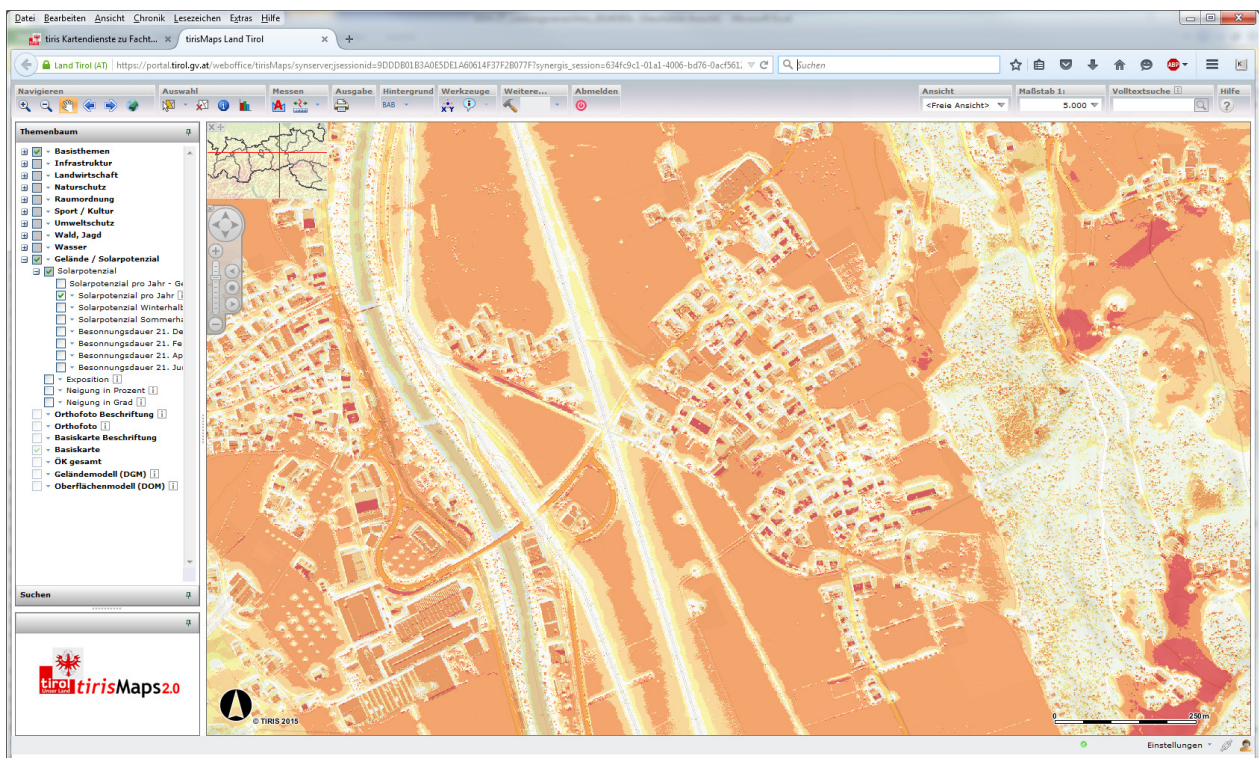 Datei Bearbeiten Ansicht Chronik Lesezeichen Extras Hilfe
tiris Kartendienste zu Facht... × tirisMaps Land Tirol × +
Land Tirol (AT) https://portal.tirol.gv.at/weboffice/tirisMaps/synserver;jsessionid=9DDDB01B3A0E5DE1A60614F37F2B077F?synergis_session=634fc9c1-01a1-4006-bd76-0acf561 Suchen
Navigieren Auswahl Messen Ausgabe Hintergrund Werkzeuge Weitere... Abmelden Ansicht Maßstab 1: Volltextsuche Hilfe
BAB <Freie Ansicht> 5.000
Themenbaum
Basisthemen
Infrastruktur
Landwirtschaft
Naturschutz
Raumordnung
Sport / Kultur
Umweltschutz
Wald, Jagd
Wasser
Gelände / Solarpotenzial
Solarpotenzial
Solarpotenzial pro Jahr - Ge
Solarpotenzial pro Jahr
Solarpotenzial Winterhalb
Solarpotenzial Sommerha
Besonnungsdauer 21. De
Besonnungsdauer 21. Fe
Besonnungsdauer 21. Ap
Besonnungsdauer 21. Ju
Exposition
Neigung in Prozent
Neigung in Grad
Orthofoto Beschriftung
Orthofoto
Basiskarte Beschriftung
Basiskarte
ÖK gesamt
Geländemodell (DGM)
Oberflächenmodell (DOM)
Suchen
tirol
Unser Land
tirisMaps 2.0
© TIRIS 2015
0 250 m
Einstellungen